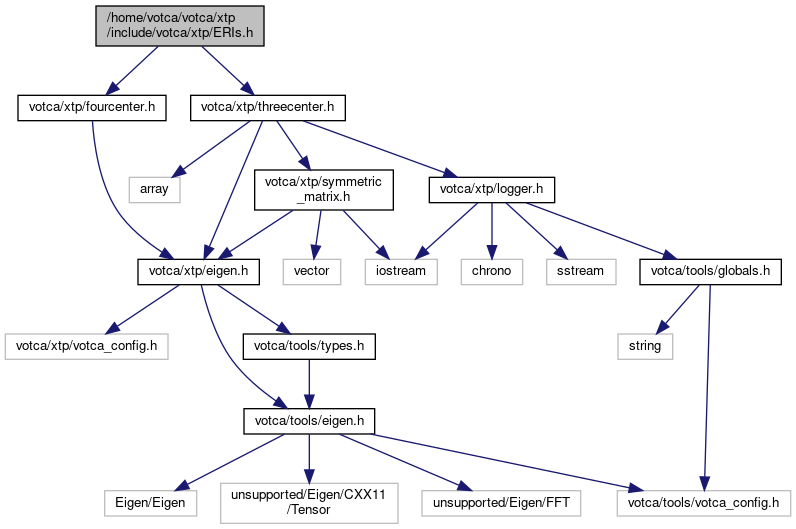 /home/votca/votca/xtp
/include/votca/xtp/ERIs.h
votca/xtp/fourcenter.h
votca/xtp/threecenter.h
array
votca/xtp/symmetric
_matrix.h
votca/xtp/logger.h
votca/xtp/eigen.h
vector
iostream
chrono
sstream
votca/tools/globals.h
votca/xtp/votca_config.h
votca/tools/types.h
string
votca/tools/eigen.h
Eigen/Eigen
unsupported/Eigen/CXX11
/Tensor
unsupported/Eigen/FFT
votca/tools/votca_config.h